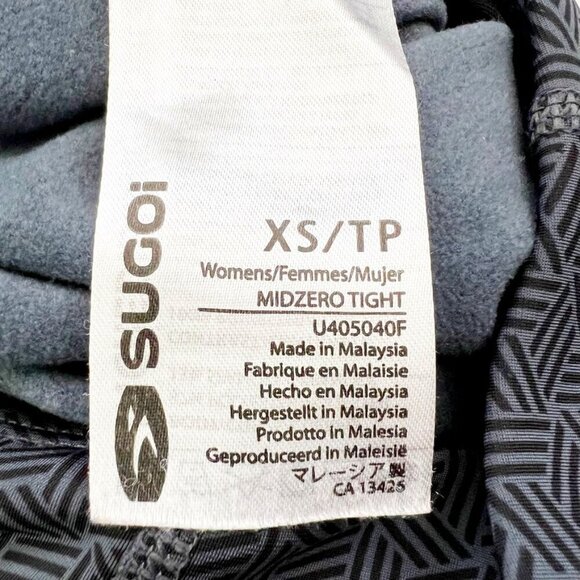 SUGOi
XS/TP
Womens/Femmes/Mujer
MIDZERO TIGHT
U405040F
Made in Malaysia
Fabrique en Malaisie
Hecho en Malaysia
Hergestellt in Malaysia
Prodotto in Malesia
Geproduceerd in Maleisië
マレーシア 製
CA 13426